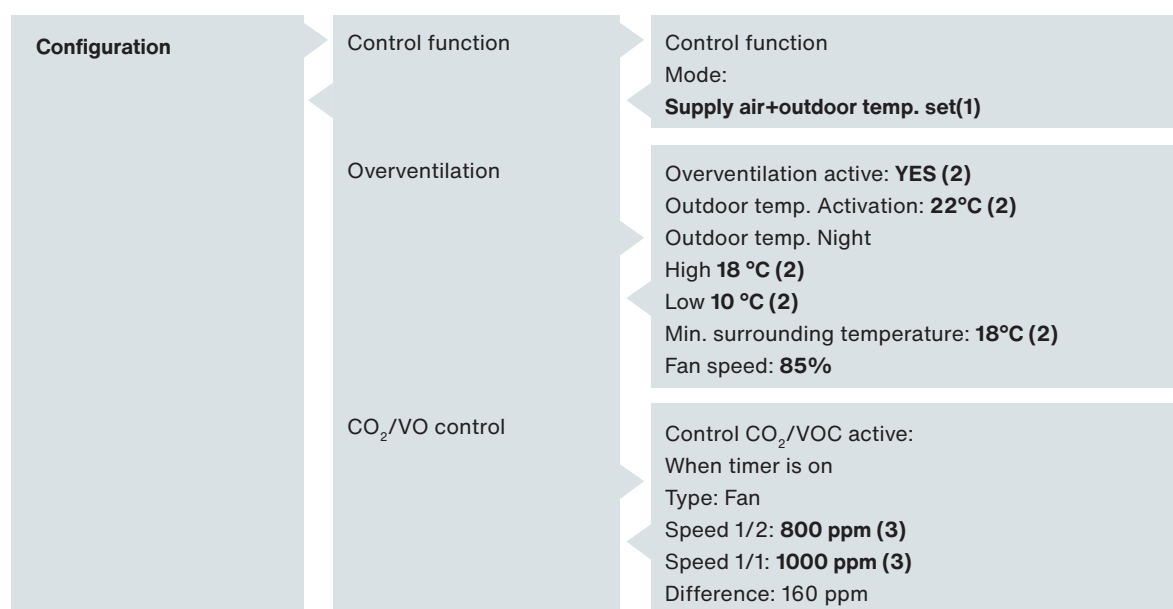 Configuration
Control function
Control function
Mode:
Supply air+outdoor temp. set(1)
Overventilation
Overventilation active: YES (2)
Outdoor temp. Activation: 22°C (2)
Outdoor temp. Night
High 18 °C (2)
Low 10 °C (2)
Min. surrounding temperature: 18°C (2)
Fan speed: 85%
CO₂/VO control
Control CO₂/VOC active:
When timer is on
Type: Fan
Speed 1/2: 800 ppm (3)
Speed 1/1: 1000 ppm (3)
Difference: 160 ppm